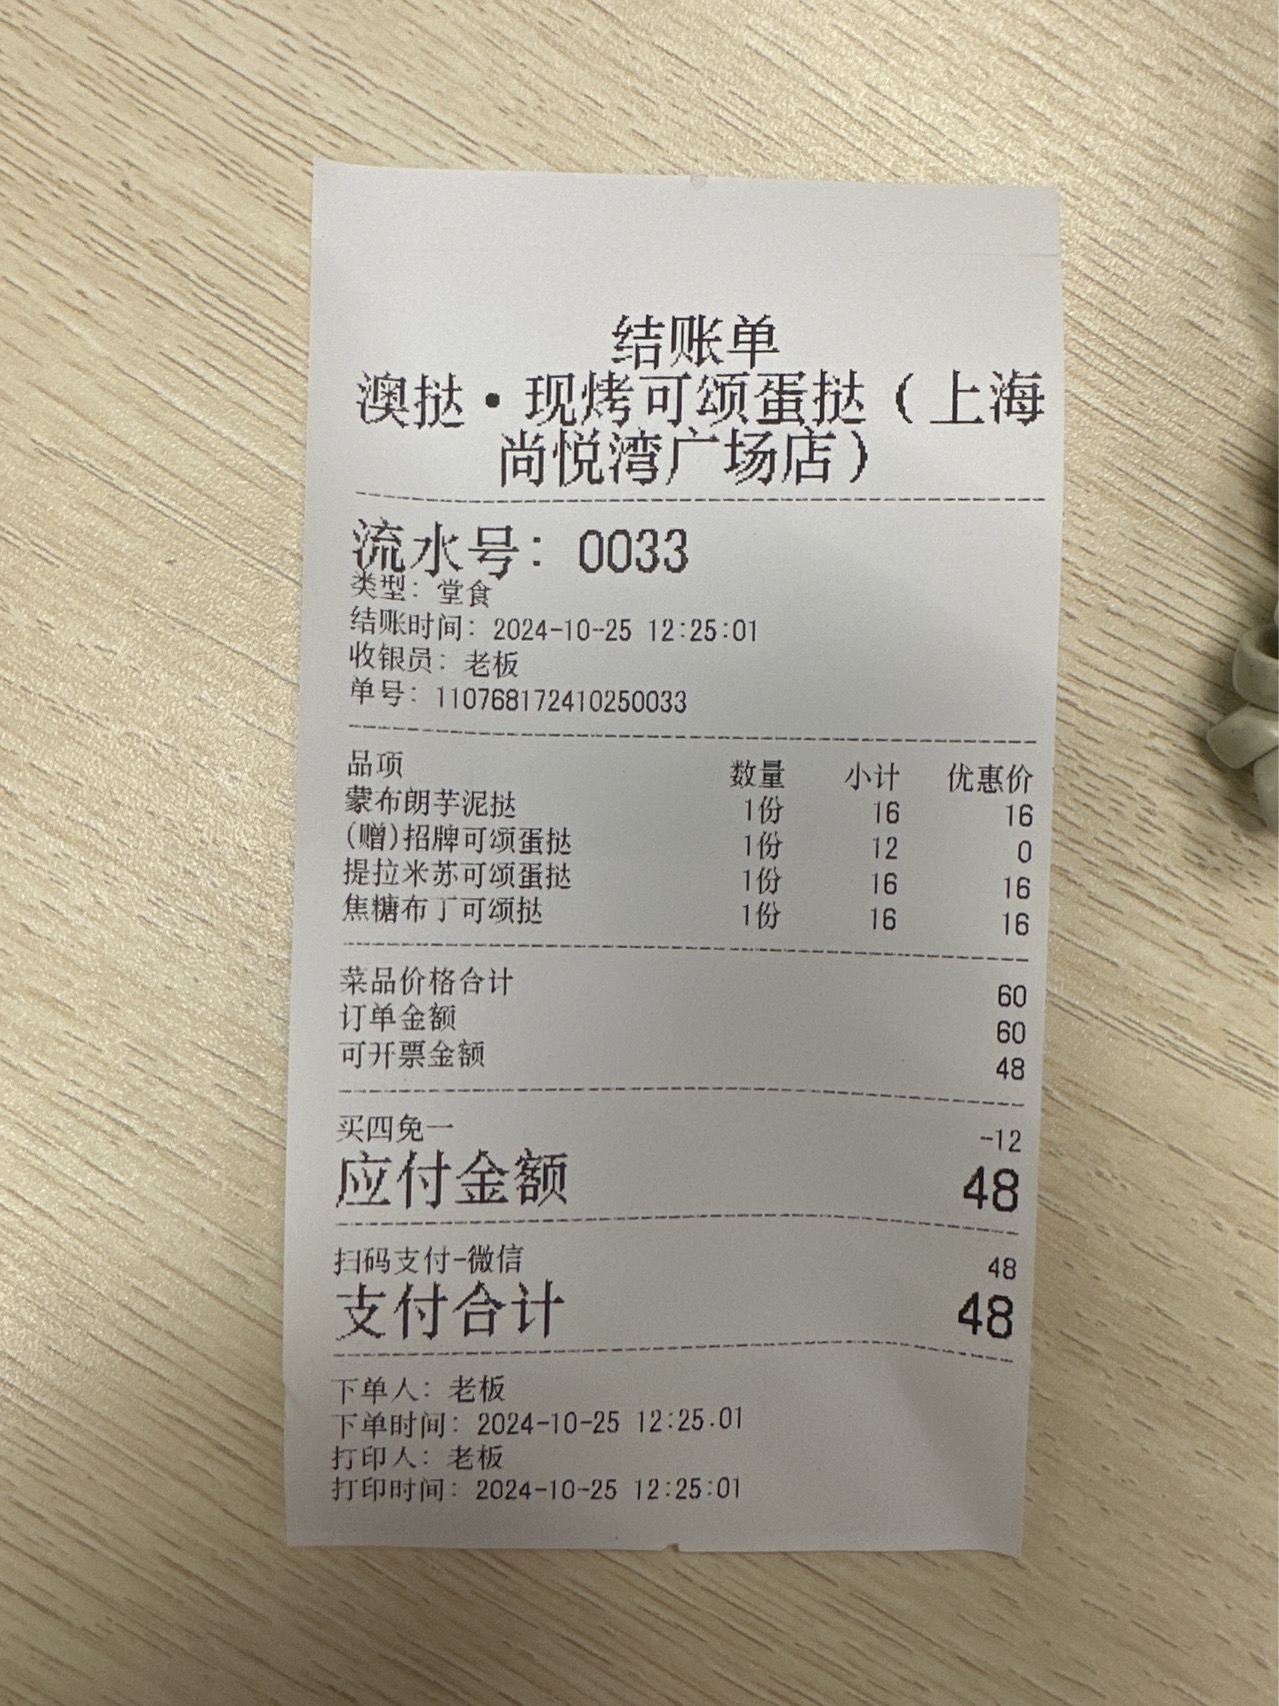 结账单
澳挞·现烤可颂蛋挞（上海
尚悦湾广场店）
流水号：0033
类型：堂食
结账时间：2024-10-25 12:25:01
收银员：老板
单号：110768172410250033
品项 数量 小计 优惠价
蒙布朗芋泥挞 1份 16 16
(赠)招牌可颂蛋挞 1份 12 0
提拉米苏可颂蛋挞 1份 16 16
焦糖布丁可颂挞 1份 16 16
菜品价格合计 60
订单金额 60
可开票金额 48
买四免一 -12
应付金额 48
扫码支付-微信 48
支付合计 48
下单人：老板
下单时间：2024-10-25 12:25:01
打印人：老板
打印时间：2024-10-25 12:25:01